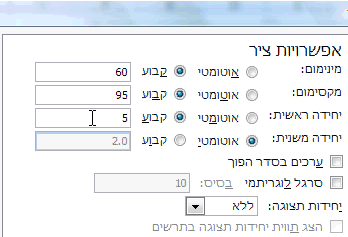 אפשרויות ציר
מינימום: אוטומטי קבוע 60
מקסימום: אוטומטי קבוע 95
יחידה ראשית: אוטומטי קבוע 5
יחידה משנית: אוטומטי קבוע 2.0
ערכים בסדר הפוך
סרגל לוגריתמי בסיס: 10
יחידות תצוגה: ללא
הצג תווית יחידות תצוגה בתרשים